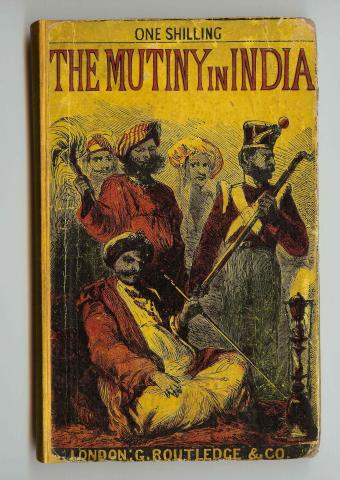 ONE SHILLING
THE MUTINY IN INDIA
LONDON: G. ROUTLEDGE & CO.